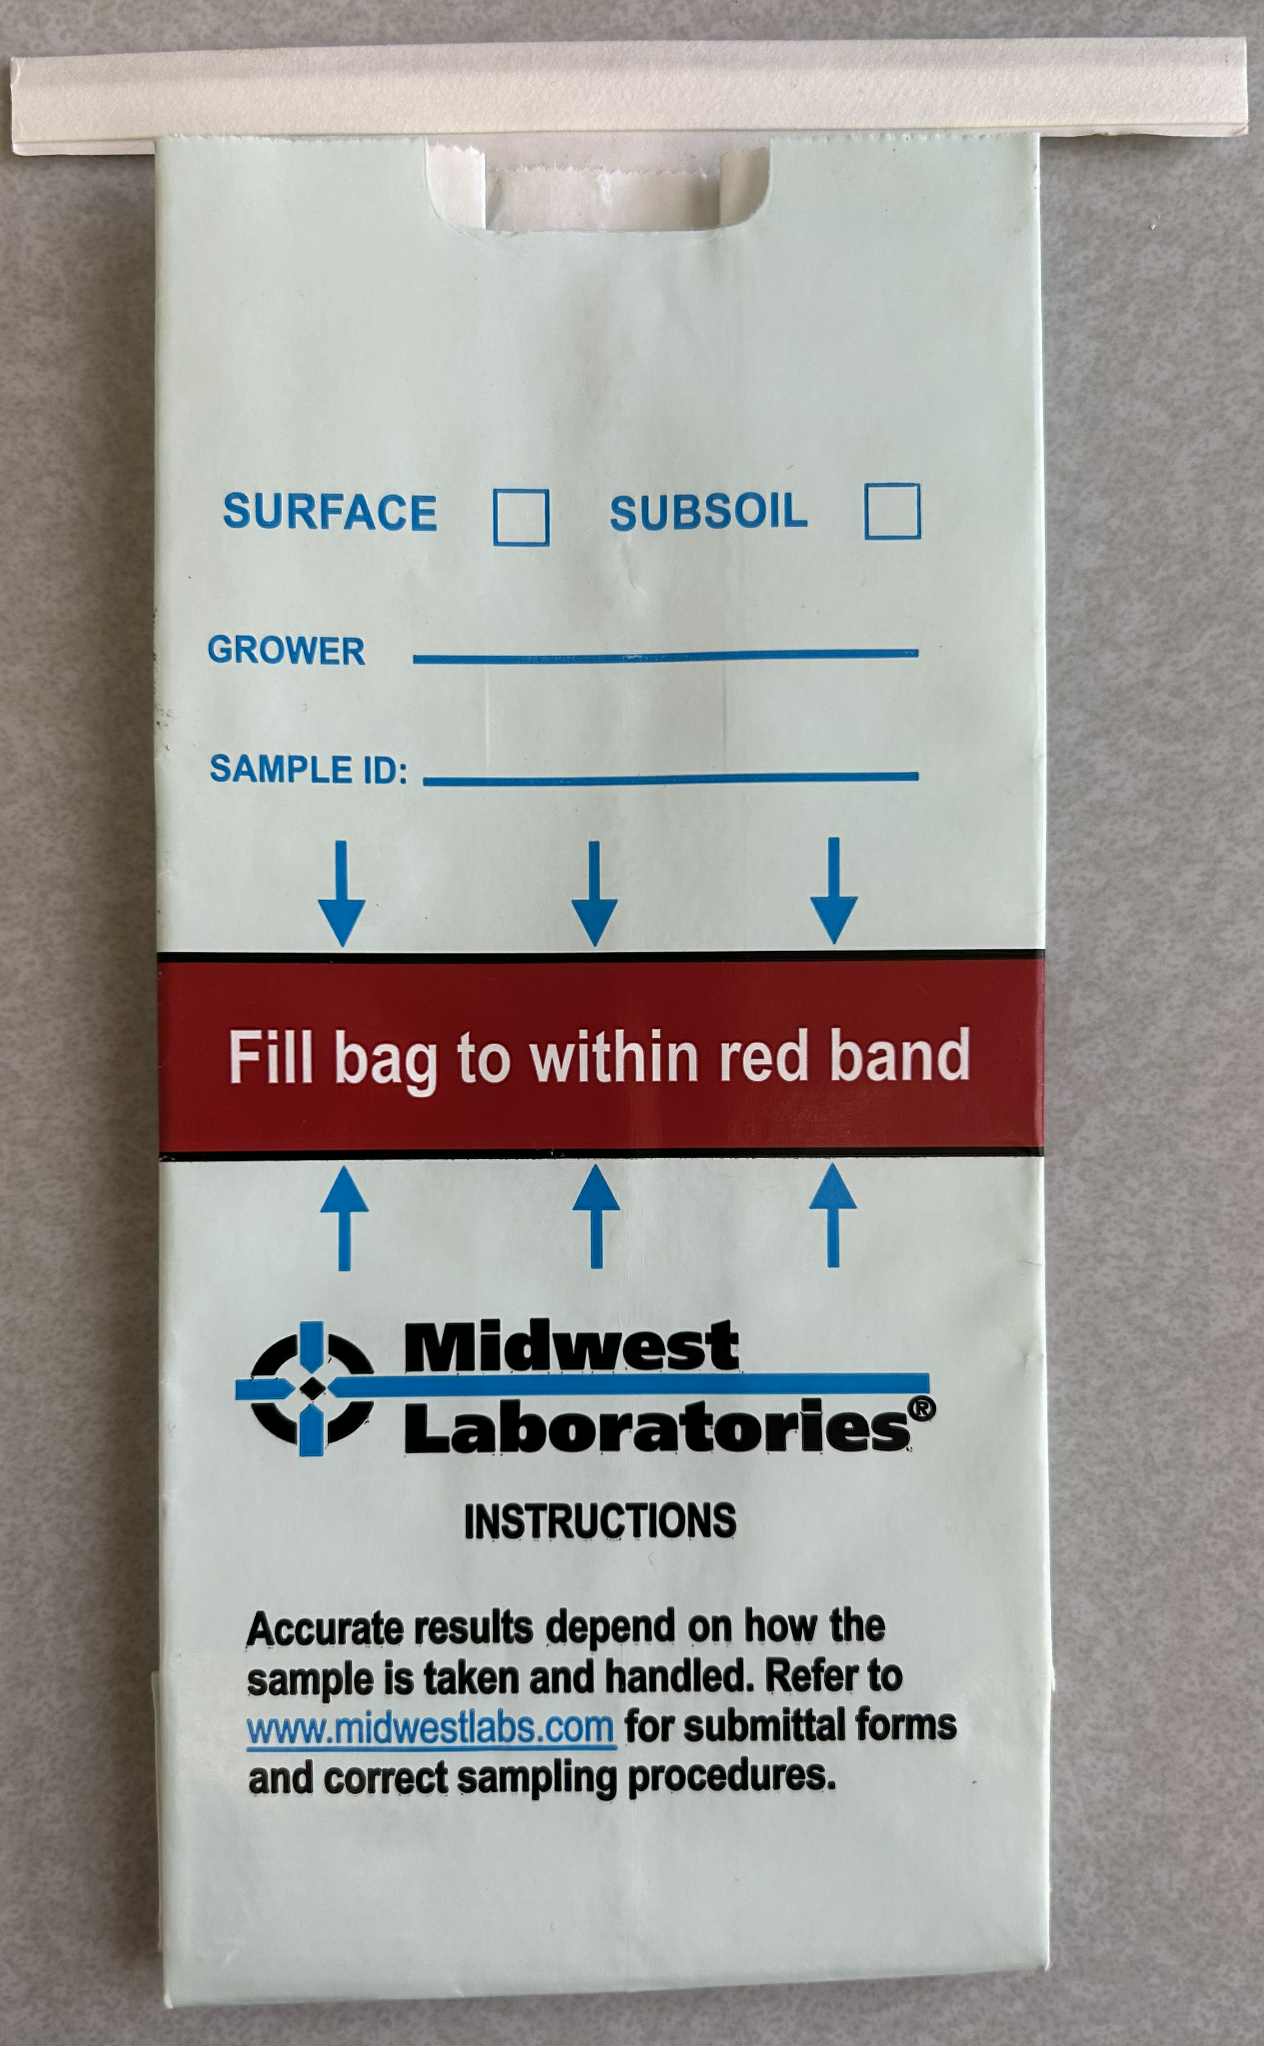 SURFACE SUBSOIL
GROWER
SAMPLE ID:
Fill bag to within red band
Midwest
Laboratories®
INSTRUCTIONS
Accurate results depend on how the
sample is taken and handled. Refer to
www.midwestlabs.com for submittal forms
and correct sampling procedures.